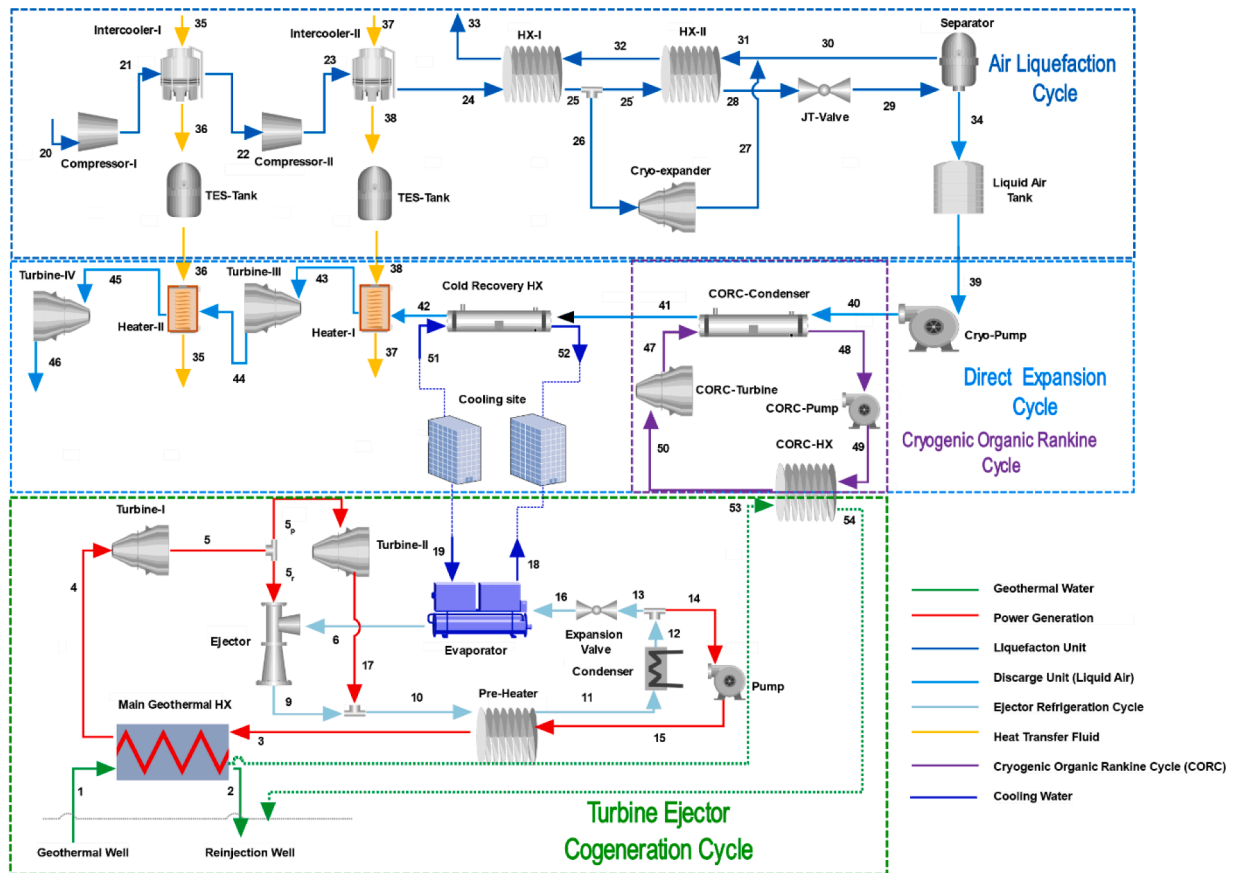 35
37
33
Separator
Intercooler-I
Intercooler-II
HX-I
32
HX-II
31
30
21
23
Air Liquefaction
Cycle
24
25
25'
28
29
JT-Valve
36
38
34
20
Compressor-I
22
Compressor-II
26
27
Cryo-expander
TES-Tank
TES-Tank
Liquid Air
Tank
36
38
39
Turbine-IV
45
Turbine-III
43
Cold Recovery HX
CORC-Condenser
42
41
40
Heater-II
Heater-I
Cryo-Pump
46
35
44
37
51
52
47
48
CORC-Turbine
CORC-Pump
Direct Expansion
Cycle
Cooling site
50
49
CORC-HX
Cryogenic Organic Rankine
Cycle
Turbine-I
5p
53
54
5
Turbine-II
4
5r
19
18
Geothermal Water
Power Generation
16
13
14
Ejector
6
Evaporator
Expansion
Valve
12
Condenser
Liquefacton Unit
17
Pump
Discarge Unit (Liquid Air)
Main Geothermal HX
9
10
Pre-Heater
11
Ejector Refrigeration Cycle
3
15
Heat Transfer Fluid
Cryogenic Organic Rankine Cycle (CORC)
1
2
Cooling Water
Turbine Ejector
Cogeneration Cycle
Geothermal Well
Reinjection Well